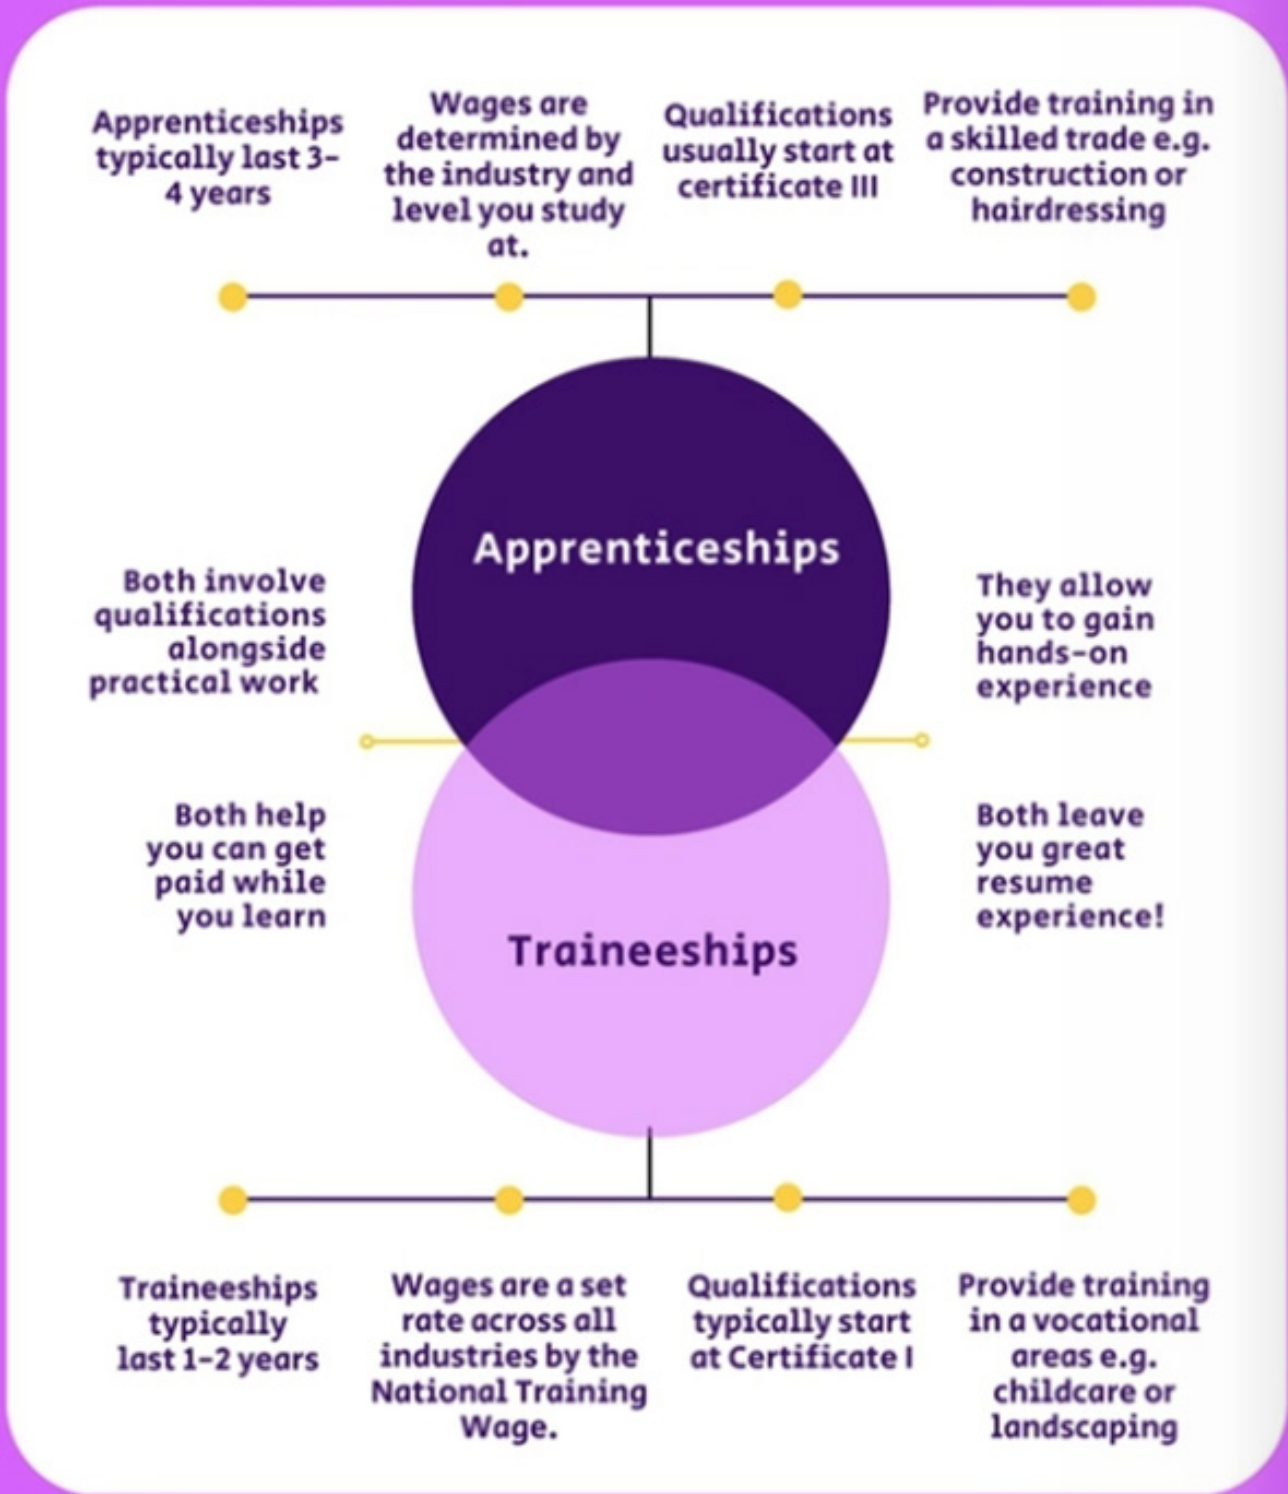 Apprenticeships
typically last 3-
4 years
Wages are
determined by
the industry and
level you study
at.
Qualifications
usually start at
certificate III
Provide training in
a skilled trade e.g.
construction or
hairdressing
Apprenticeships
Both involve
qualifications
alongside
practical work
They allow
you to gain
hands-on
experience
Both help
you can get
paid while
you learn
Both leave
you great
resume
experience!
Traineeships
Traineeships
typically
last 1-2 years
Wages are a set
rate across all
industries by the
National Training
Wage.
Qualifications
typically start
at Certificate I
Provide training
in a vocational
areas e.g.
childcare or
landscaping